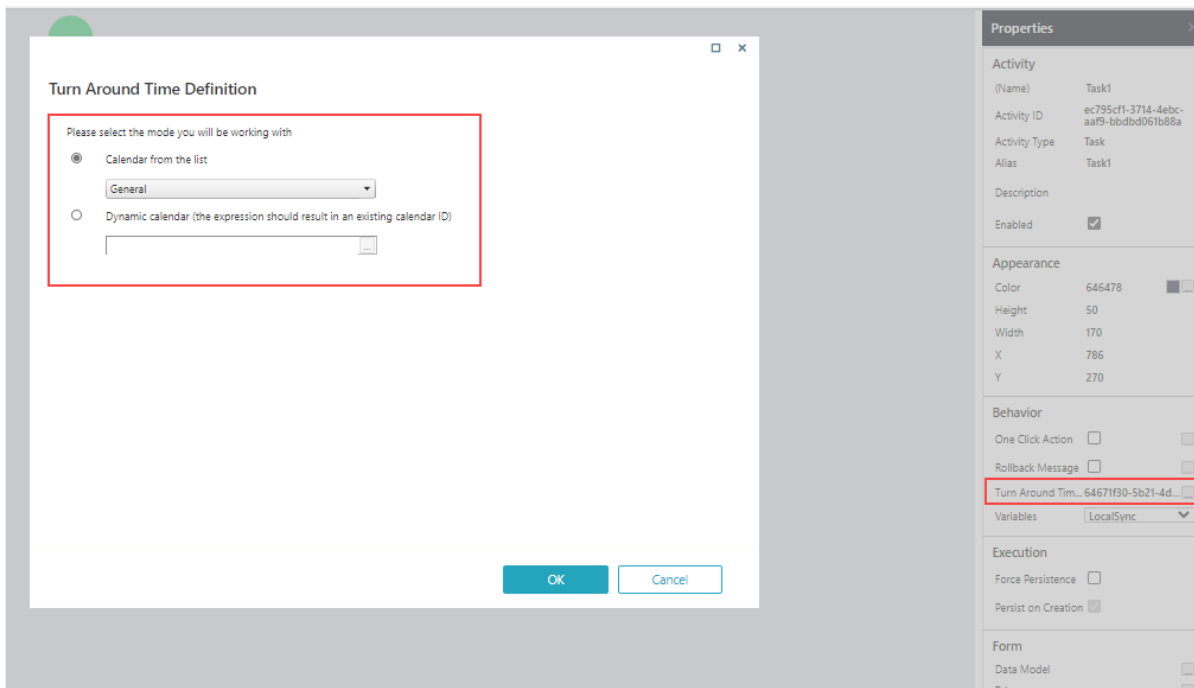 Turn Around Time Definition
Please select the mode you will be working with
Calendar from the list
General
Dynamic calendar (the expression should result in an existing calendar ID)
...
OK
Cancel
Properties
Activity
(Name) Task1
Activity ID ec795cf1-3714-4ebc-
aaf9-bbdbd061b88a
Activity Type Task
Alias Task1
Description
Enabled
Appearance
Color 646478 ...
Height 50
Width 170
X 786
Y 270
Behavior
One Click Action
Rollback Message
Turn Around Tim... 64671f30-5b21-4d...
Variables LocalSync
Execution
Force Persistence
Persist on Creation
Form
Data Model